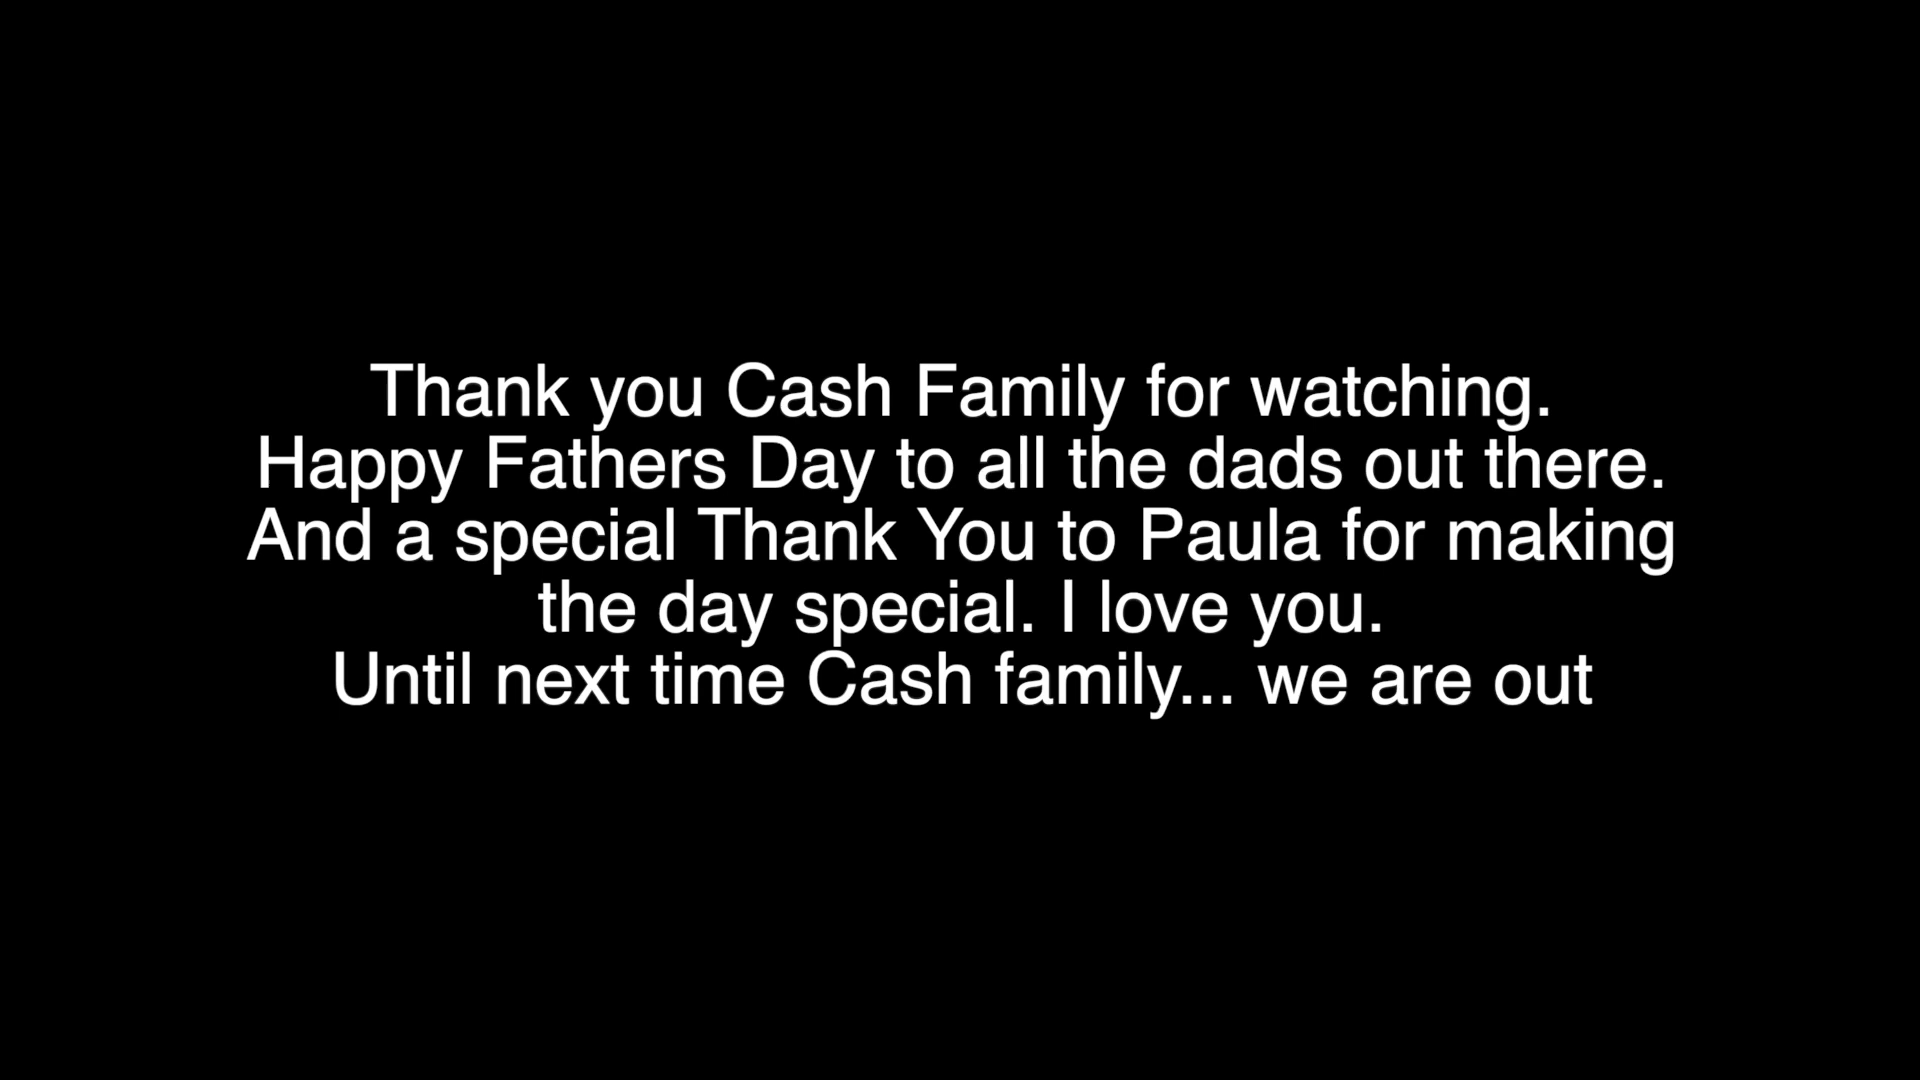 Thank you Cash Family for watching.
Happy Fathers Day to all the dads out there.
And a special Thank You to Paula for making
the day special. I love you.
Until next time Cash family... we are out